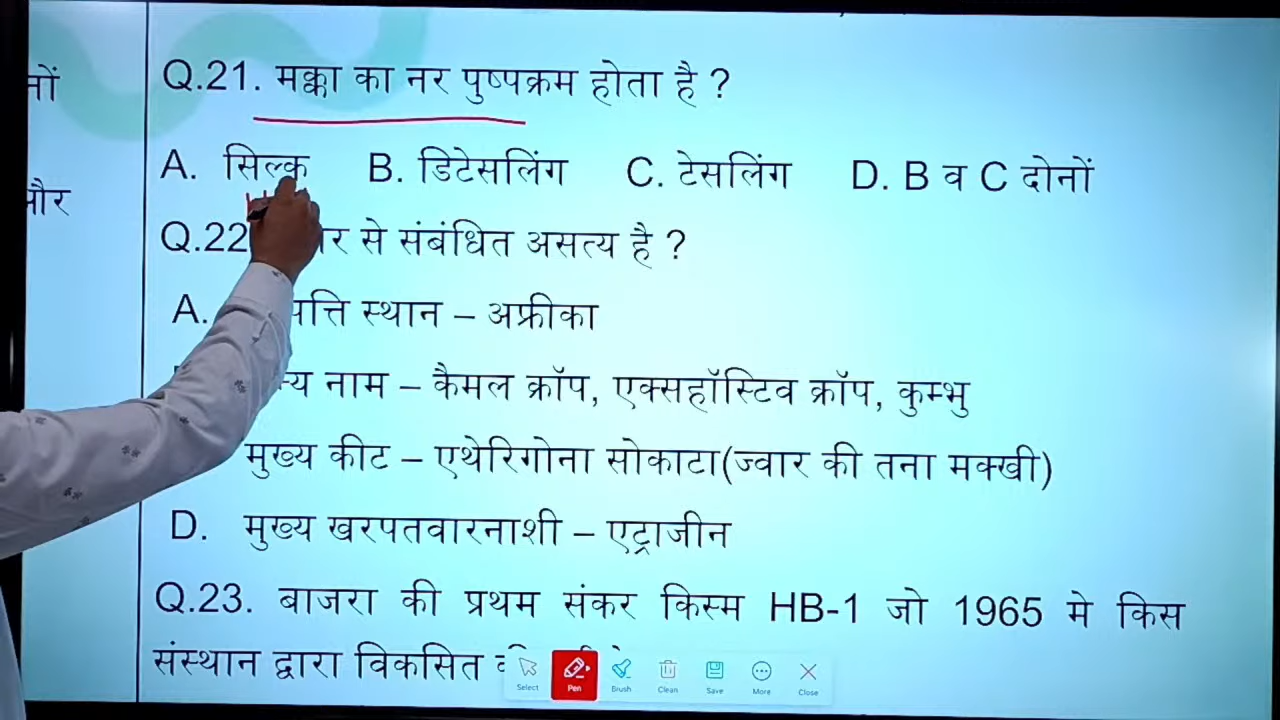 नों
Q.21. मक्का का नर पुष्पक्रम होता है ?
A. सिल्क B. डिटेसलिंग C. टेसलिंग D. B व C दोनों
और
Q.22 से संबंधित असत्य है ?
A. स्थान – अफ्रीका
नाम – कैमल क्रॉप, एक्सहॉस्टिव क्रॉप, कुम्भु
मुख्य कीट – एथेरिगोना सोकाटा(ज्वार की तना मक्खी)
D. मुख्य खरपतवारनाशी – एट्राजीन
Q.23. बाजरा की प्रथम संकर किस्म HB-1 जो 1965 मे किस
संस्थान द्वारा विकसित
Select Pen Brush Clean Save More Close